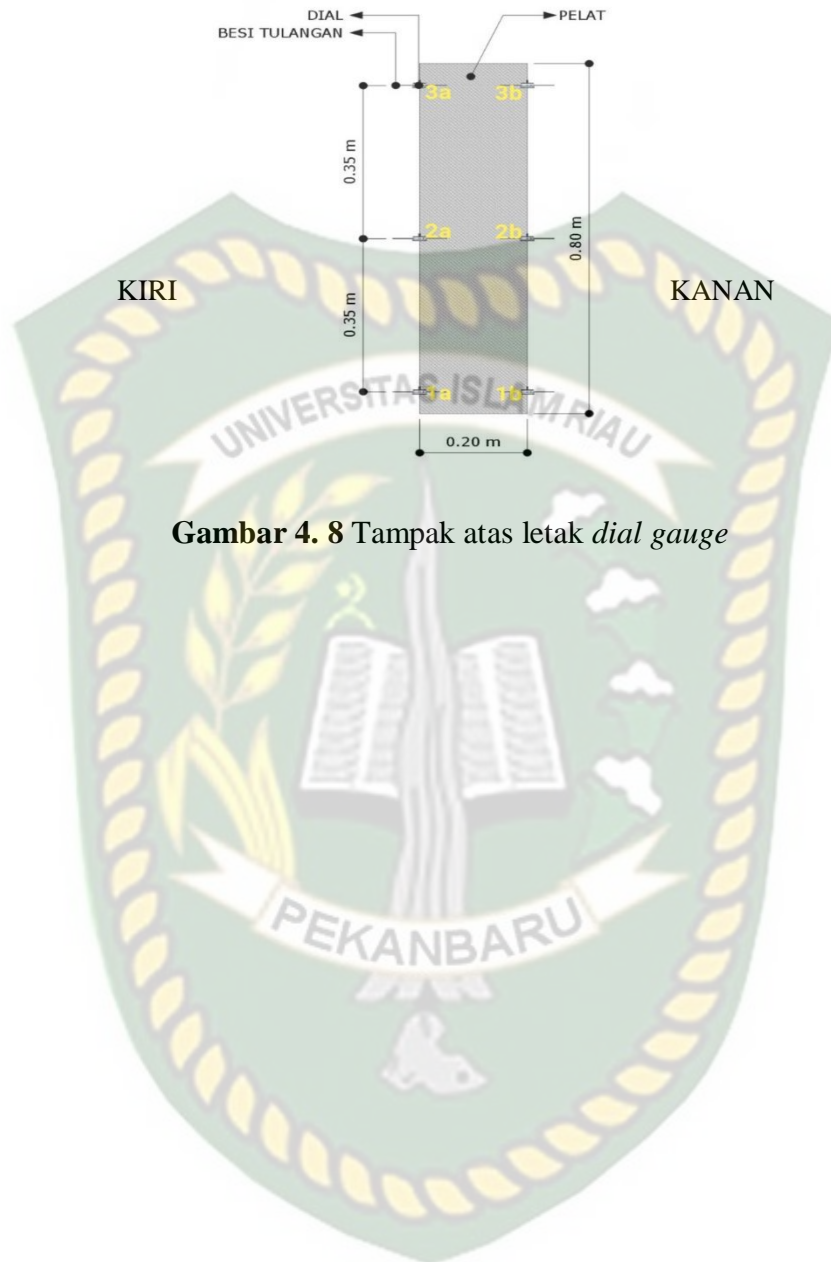 DIAL
PELAT
BESI TULANGAN
3a 3b
0.35 m
2a 2b
0.80 m
KIRI KANAN
0.35 m
1a 1b
UNIVERSITAS ISLAM RIAU
0.20 m
Gambar 4. 8 Tampak atas letak dial gauge
PEKANBARU